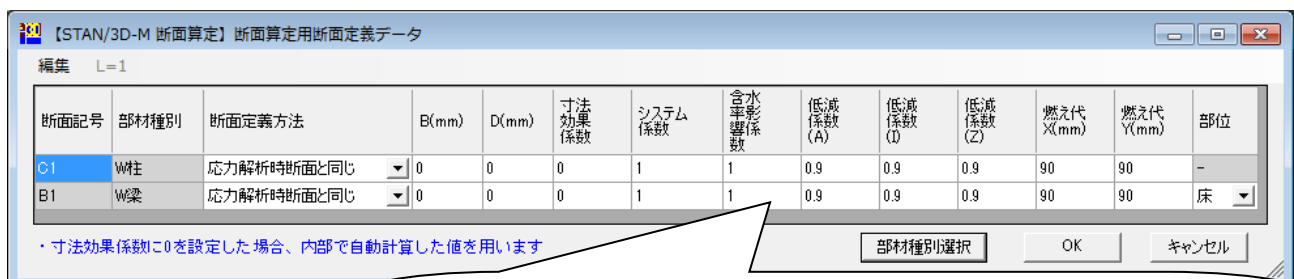 【STAN/3D-M 断面算定】断面算定用断面定義データ
編集 L=1
断面記号 部材種別 断面定義方法 B(mm) D(mm) 寸法効果係数 システム係数 含水率影響係数 低減係数(A) 低減係数(I) 低減係数(Z) 燃え代X(mm) 燃え代Y(mm) 部位
C1 W柱 応力解析時断面と同じ 0 0 0 1 1 0.9 0.9 0.9 90 90 -
B1 W梁 応力解析時断面と同じ 0 0 0 1 1 0.9 0.9 0.9 90 90 床
・寸法効果係数に0を設定した場合、内部で自動計算した値を用います 部材種別選択 OK キャンセル